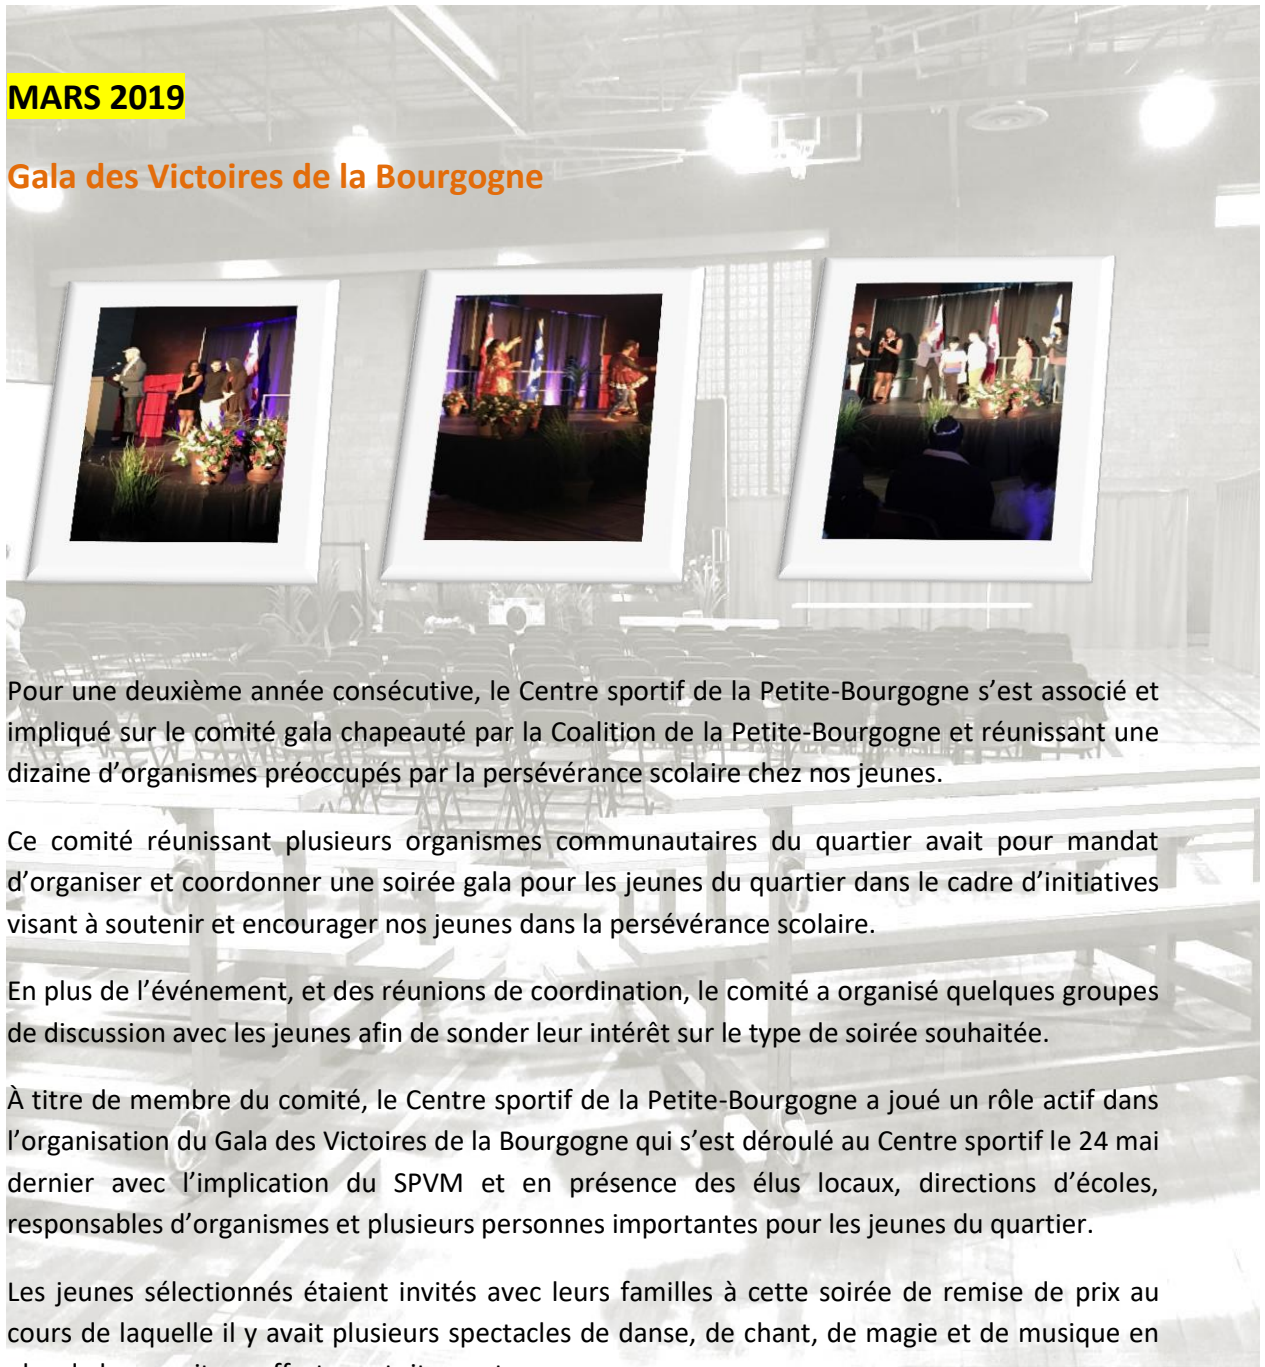 MARS 2019
Gala des Victoires de la Bourgogne
Pour une deuxième année consécutive, le Centre sportif de la Petite-Bourgogne s’est associé et
impliqué sur le comité gala chapeauté par la Coalition de la Petite-Bourgogne et réunissant une
dizaine d’organismes préoccupés par la persévérance scolaire chez nos jeunes.
Ce comité réunissant plusieurs organismes communautaires du quartier avait pour mandat
d’organiser et coordonner une soirée gala pour les jeunes du quartier dans le cadre d’initiatives
visant à soutenir et encourager nos jeunes dans la persévérance scolaire.
En plus de l’événement, et des réunions de coordination, le comité a organisé quelques groupes
de discussion avec les jeunes afin de sonder leur intérêt sur le type de soirée souhaitée.
À titre de membre du comité, le Centre sportif de la Petite-Bourgogne a joué un rôle actif dans
l’organisation du Gala des Victoires de la Bourgogne qui s’est déroulé au Centre sportif le 24 mai
dernier avec l’implication du SPVM et en présence des élus locaux, directions d’écoles,
responsables d’organismes et plusieurs personnes importantes pour les jeunes du quartier.
Les jeunes sélectionnés étaient invités avec leurs familles à cette soirée de remise de prix au
cours de laquelle il y avait plusieurs spectacles de danse, de chant, de magie et de musique en